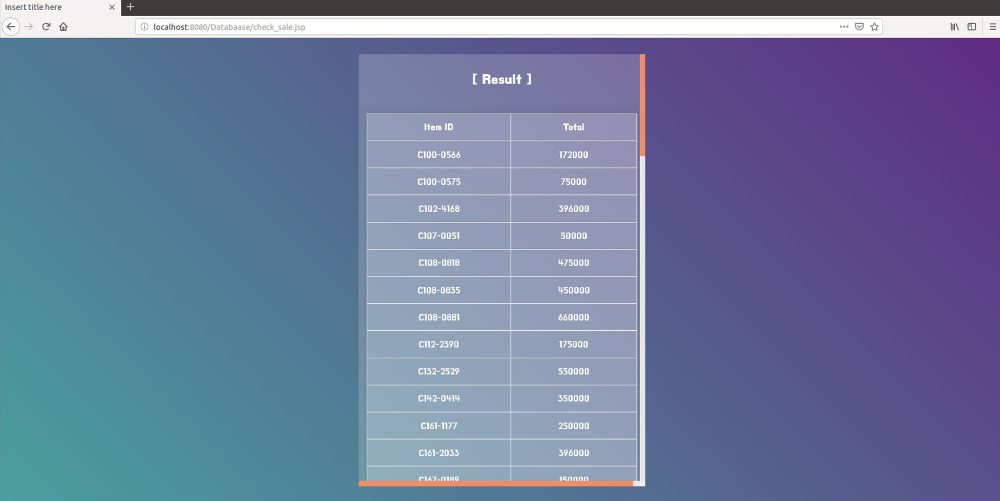 Insert title here
localhost:8080/Databaase/check_sale.jsp
[ Result ]
Item ID Total
C100-0566 172000
C100-0575 75000
C102-4168 396000
C107-0051 50000
C108-0818 475000
C108-0835 450000
C108-0881 660000
C112-2390 175000
C132-2529 550000
C142-0414 350000
C161-1177 250000
C161-2033 396000
C167-0189 150000